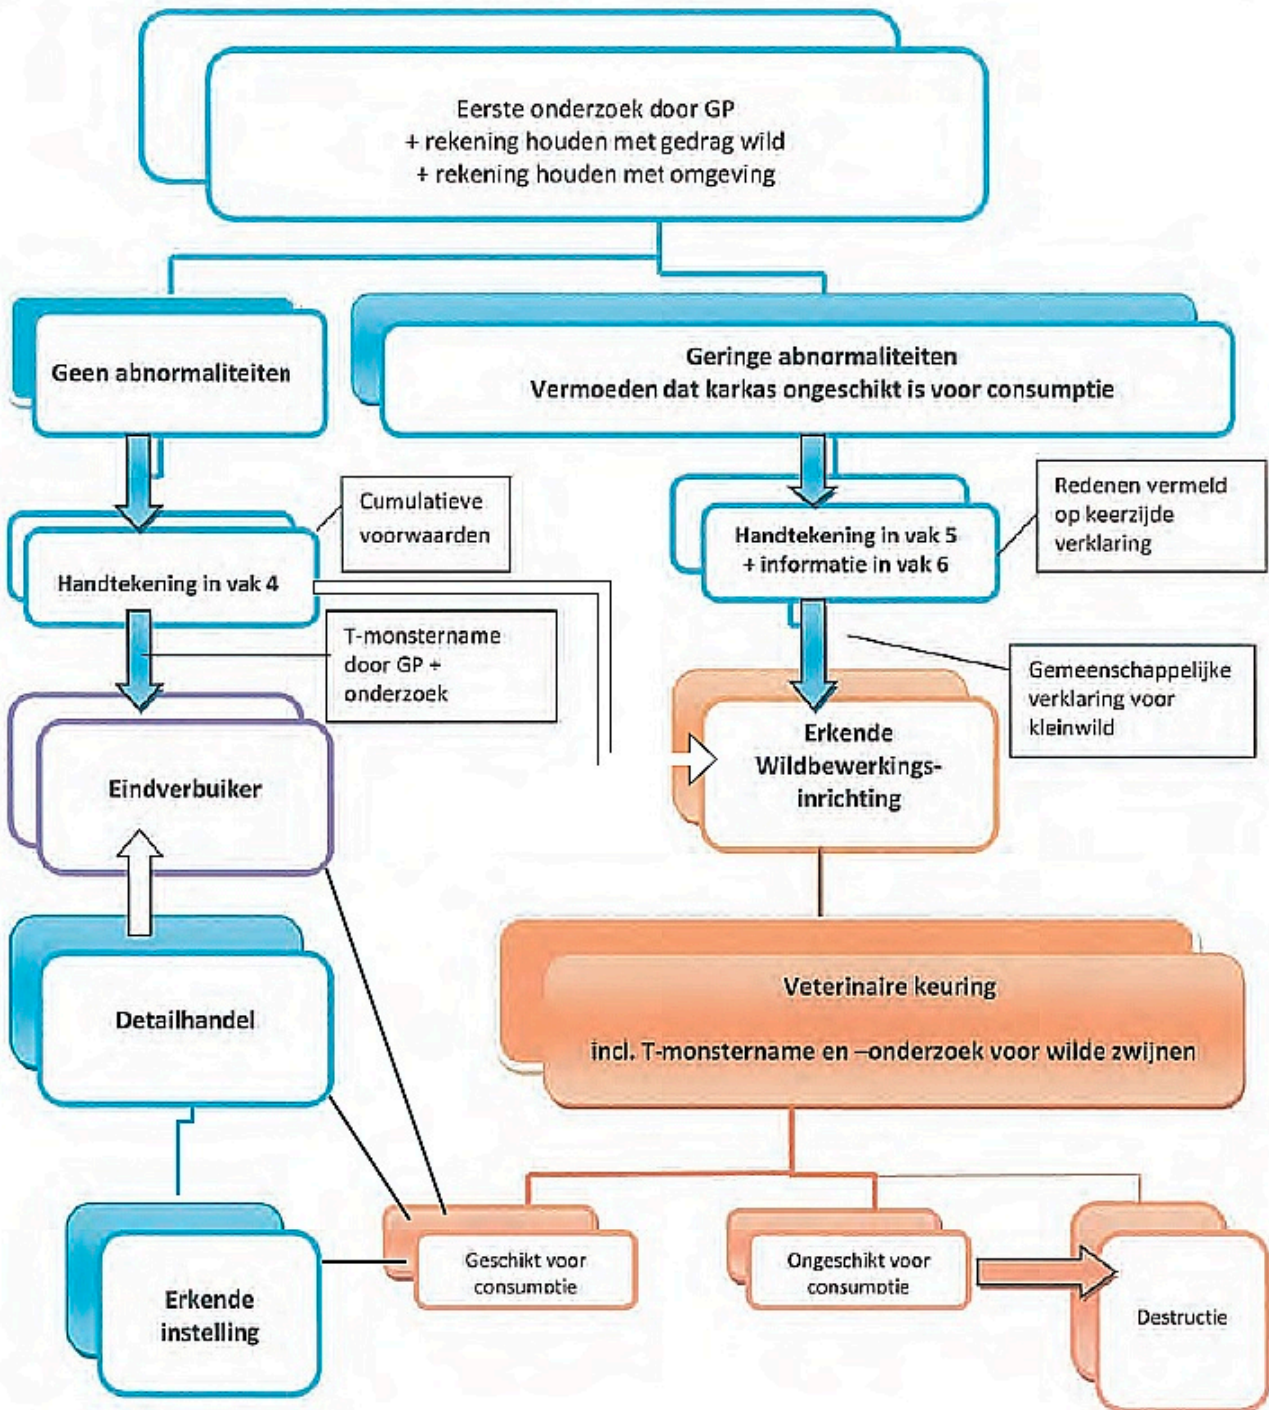 Eerste onderzoek door GP
+ rekening houden met gedrag wild
+ rekening houden met omgeving
Geen abnormaliteiten
Geringe abnormaliteiten
Vermoeden dat karkas ongeschikt is voor consumptie
Cumulatieve
voorwaarden
Handtekening in vak 5
+ informatie in vak 6
Redenen vermeld
op keerzijde
verklaring
Handtekening in vak 4
T-monstername
door GP +
onderzoek
Gemeenschappelijke
verklaring voor
kleinwild
Eindverbuiker
Erkende
Wildbewerkings-
inrichting
Detailhandel
Veterinaire keuring
incl. T-monstername en –onderzoek voor wilde zwijnen
Erkende
instelling
Geschikt voor
consumptie
Ongeschikt voor
consumptie
Destructie